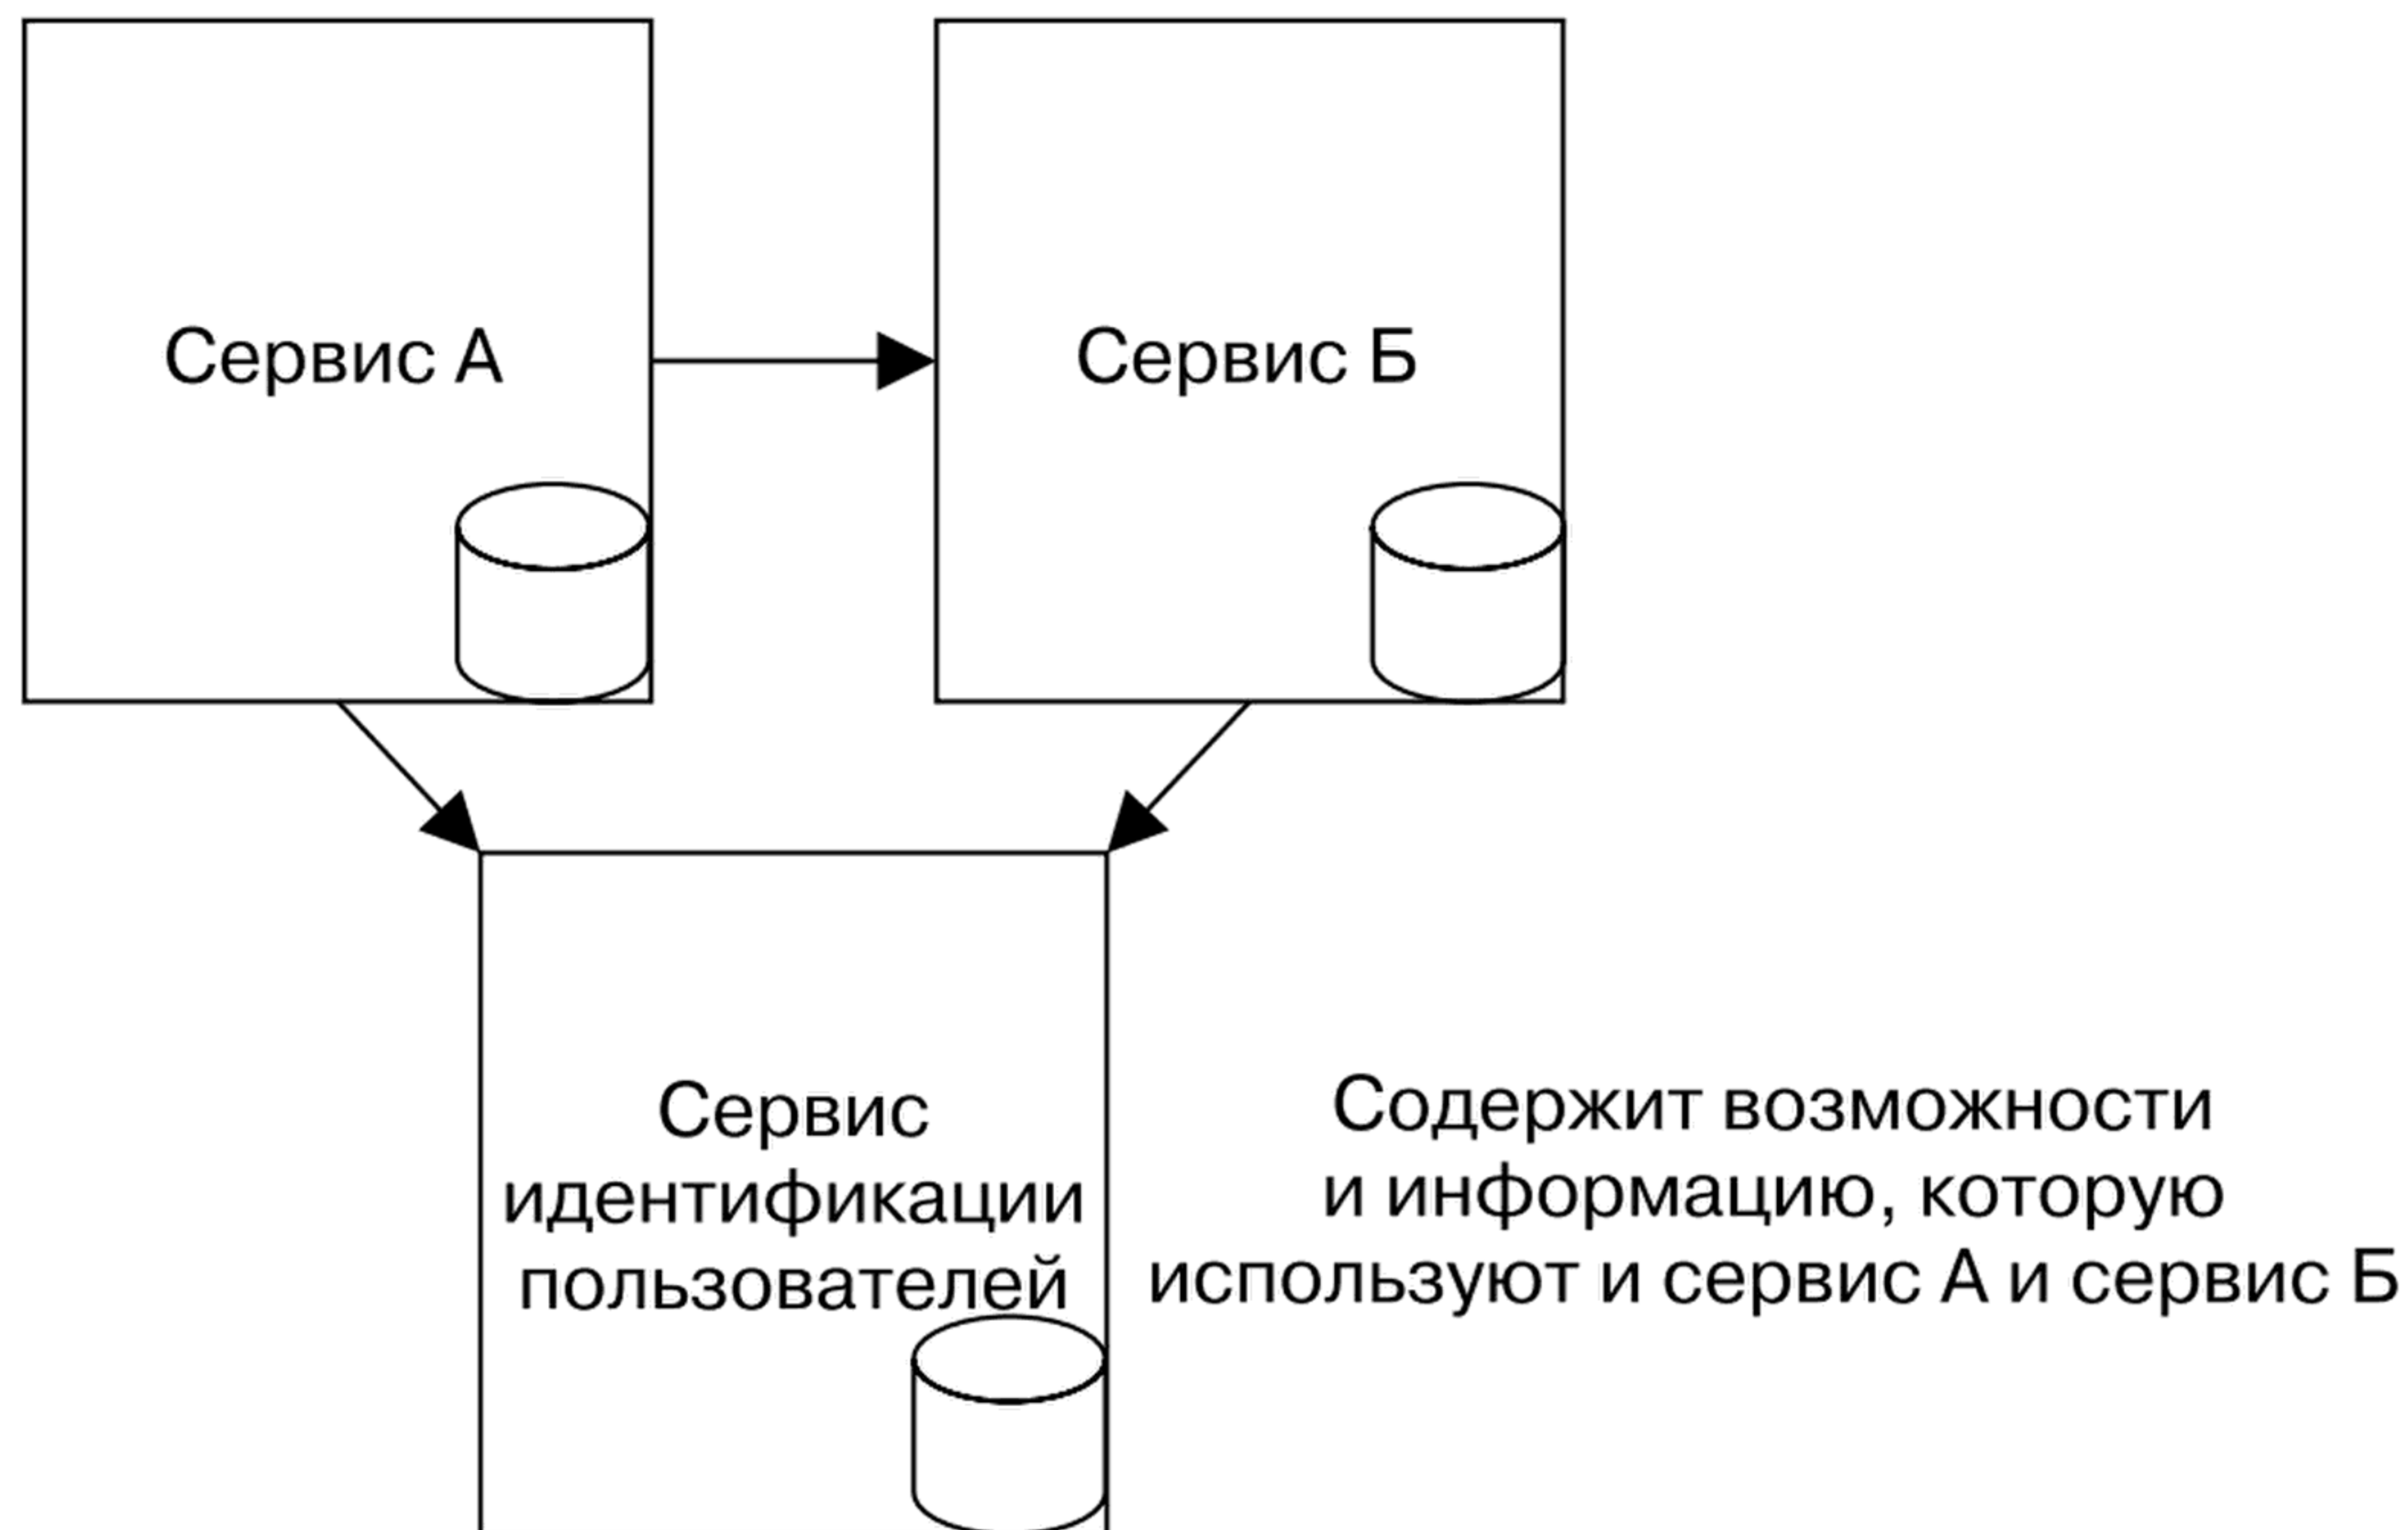 Сервис А
Сервис Б
Сервис
идентификации
пользователей
Содержит возможности
и информацию, которую
используют и сервис А и сервис Б